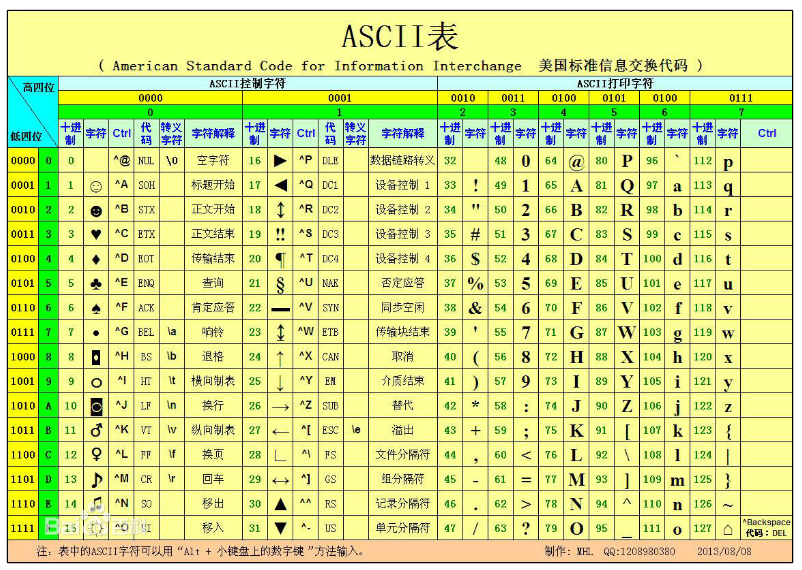 ASCII表
( American Standard Code for Information Interchange 美国标准信息交换代码 )
高四位 ASCII控制字符 ASCII打印字符
0000 0001 0010 0011 0100 0101 0100 0111
0 1 2 3 4 5 6 7
低四位 十进制 字符 Ctrl 代码 转义字符 字符解释 十进制 字符 Ctrl 代码 转义字符 字符解释 十进制 字符 十进制 字符 十进制 字符 十进制 字符 十进制 字符 十进制 字符 Ctrl
0000 0 0 ^@ NUL \0 空字符 16 ► ^P DLE 数据链路转义 32 48 0 64 @ 80 P 96 ` 112 p
0001 1 1 ☺ ^A SOH 标题开始 17 ◄ ^Q DC1 设备控制 1 33 ! 49 1 65 A 81 Q 97 a 113 q
0010 2 2 ☻ ^B STX 正文开始 18 ↕ ^R DC2 设备控制 2 34 " 50 2 66 B 82 R 98 b 114 r
0011 3 3 ♥ ^C ETX 正文结束 19 ‼ ^S DC3 设备控制 3 35 # 51 3 67 C 83 S 99 c 115 s
0100 4 4 ♦ ^D EOT 传输结束 20 ¶ ^T DC4 设备控制 4 36 $ 52 4 68 D 84 T 100 d 116 t
0101 5 5 ♣ ^E ENQ 查询 21 § ^U NAK 否定应答 37 % 53 5 69 E 85 U 101 e 117 u
0110 6 6 ♠ ^F ACK 肯定应答 22 ▬ ^V SYN 同步空闲 38 & 54 6 70 F 86 V 102 f 118 v
0111 7 7 • ^G BEL \a 响铃 23 ↨ ^W ETB 传输块结束 39 ' 55 7 71 G 87 W 103 g 119 w
1000 8 8 ◘ ^H BS \b 退格 24 ↑ ^X CAN 取消 40 ( 56 8 72 H 88 X 104 h 120 x
1001 9 9 ○ ^I HT \t 横向制表 25 ↓ ^Y EM 介质结束 41 ) 57 9 73 I 89 Y 105 i 121 y
1010 A 10 ◙ ^J LF \n 换行 26 → ^Z SUB 替代 42 * 58 : 74 J 90 Z 106 j 122 z
1011 B 11 ♂ ^K VT \v 纵向制表 27 ← ^[ ESC \e 溢出 43 + 59 ; 75 K 91 [ 107 k 123 {
1100 C 12 ♀ ^L FF \f 换页 28 ∟ ^\ FS 文件分隔符 44 , 60 < 76 L 92 \ 108 l 124 |
1101 D 13 ♪ ^M CR \r 回车 29 ↔ ^] GS 组分隔符 45 - 61 = 77 M 93 ] 109 m 125 }
1110 E 14 ♫ ^N SO 移出 30 ▲ ^^ RS 记录分隔符 46 . 62 > 78 N 94 ^ 110 n 126 ~
1111 F 15 ☼ ^O SI 移入 31 ▼ ^- US 单元分隔符 47 / 63 ? 79 O 95 _ 111 o 127 ⌂ ^Backspace 代码:DEL
注:表中的ASCII字符可以用“Alt + 小键盘上的数字键”方法输入。 制作:MHL QQ:1208980380 2013/08/08